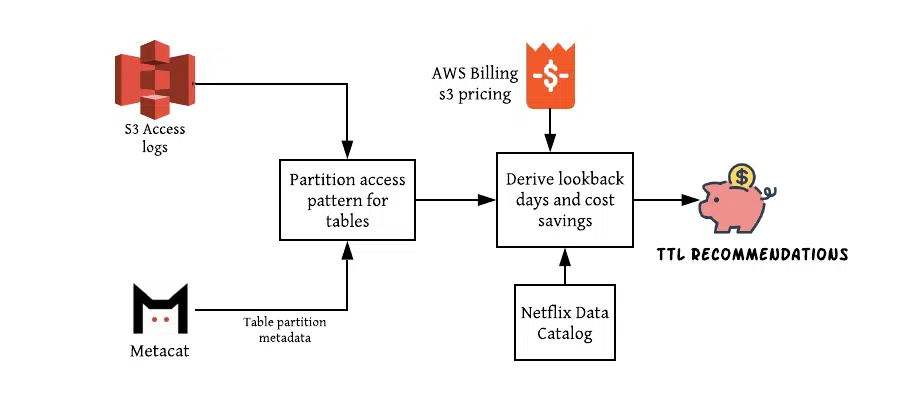 S3 Access
logs
AWS Billing
s3 pricing
$
Partition access
pattern for
tables
Derive lookback
days and cost
savings
$
TTL RECOMMENDATIONS
Metacat
Table partition
metadata
Netflix Data
Catalog